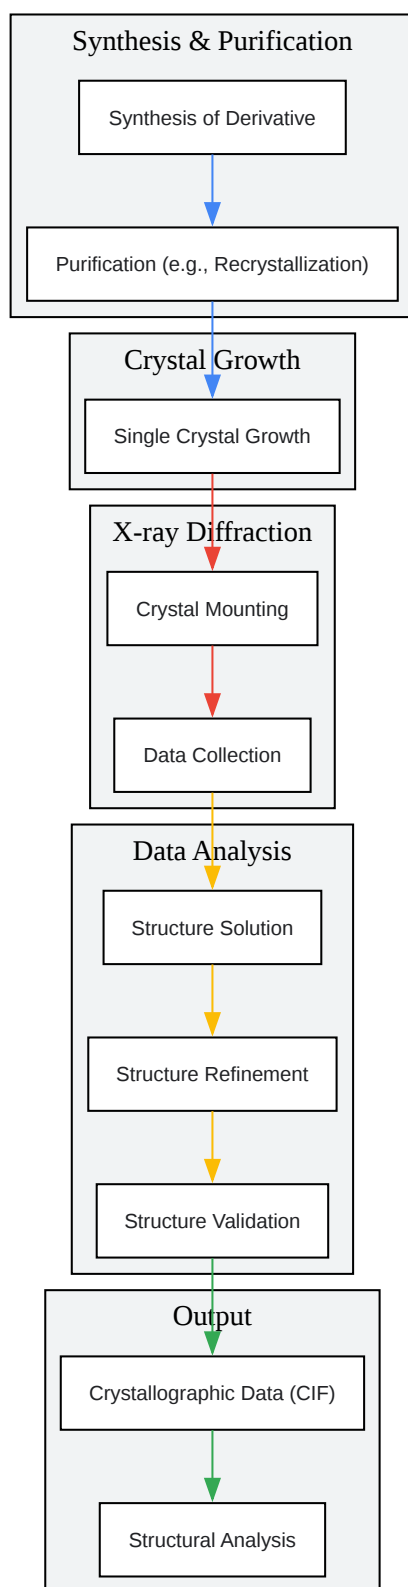 Synthesis & Purification
Synthesis of Derivative
Purification (e.g., Recrystallization)
Crystal Growth
Single Crystal Growth
X-ray Diffraction
Crystal Mounting
Data Collection
Data Analysis
Structure Solution
Structure Refinement
Structure Validation
Output
Crystallographic Data (CIF)
Structural Analysis